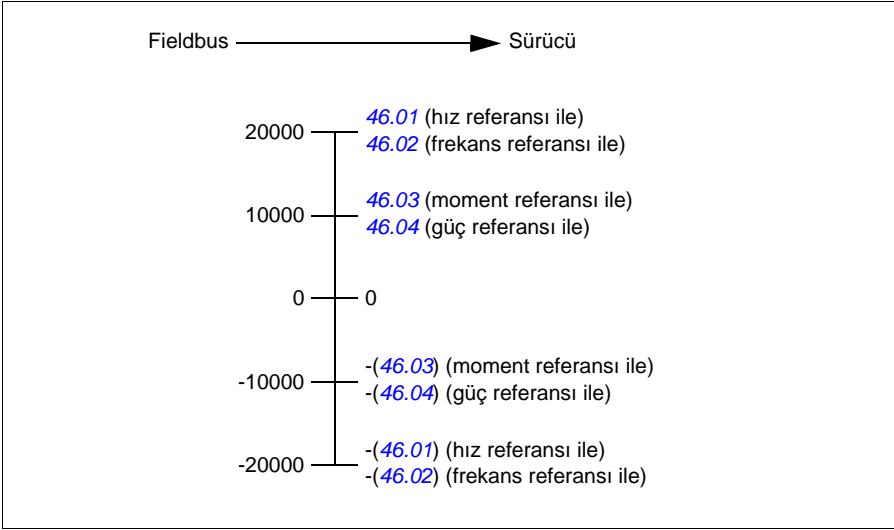 Fieldbus Sürücü
46.01 (hız referansı ile)
20000
46.02 (frekans referansı ile)
46.03 (moment referansı ile)
10000
46.04 (güç referansı ile)
0 0
-(46.03) (moment referansı ile)
-10000
-(46.04) (güç referansı ile)
-(46.01) (hız referansı ile)
-20000
-(46.02) (frekans referansı ile)